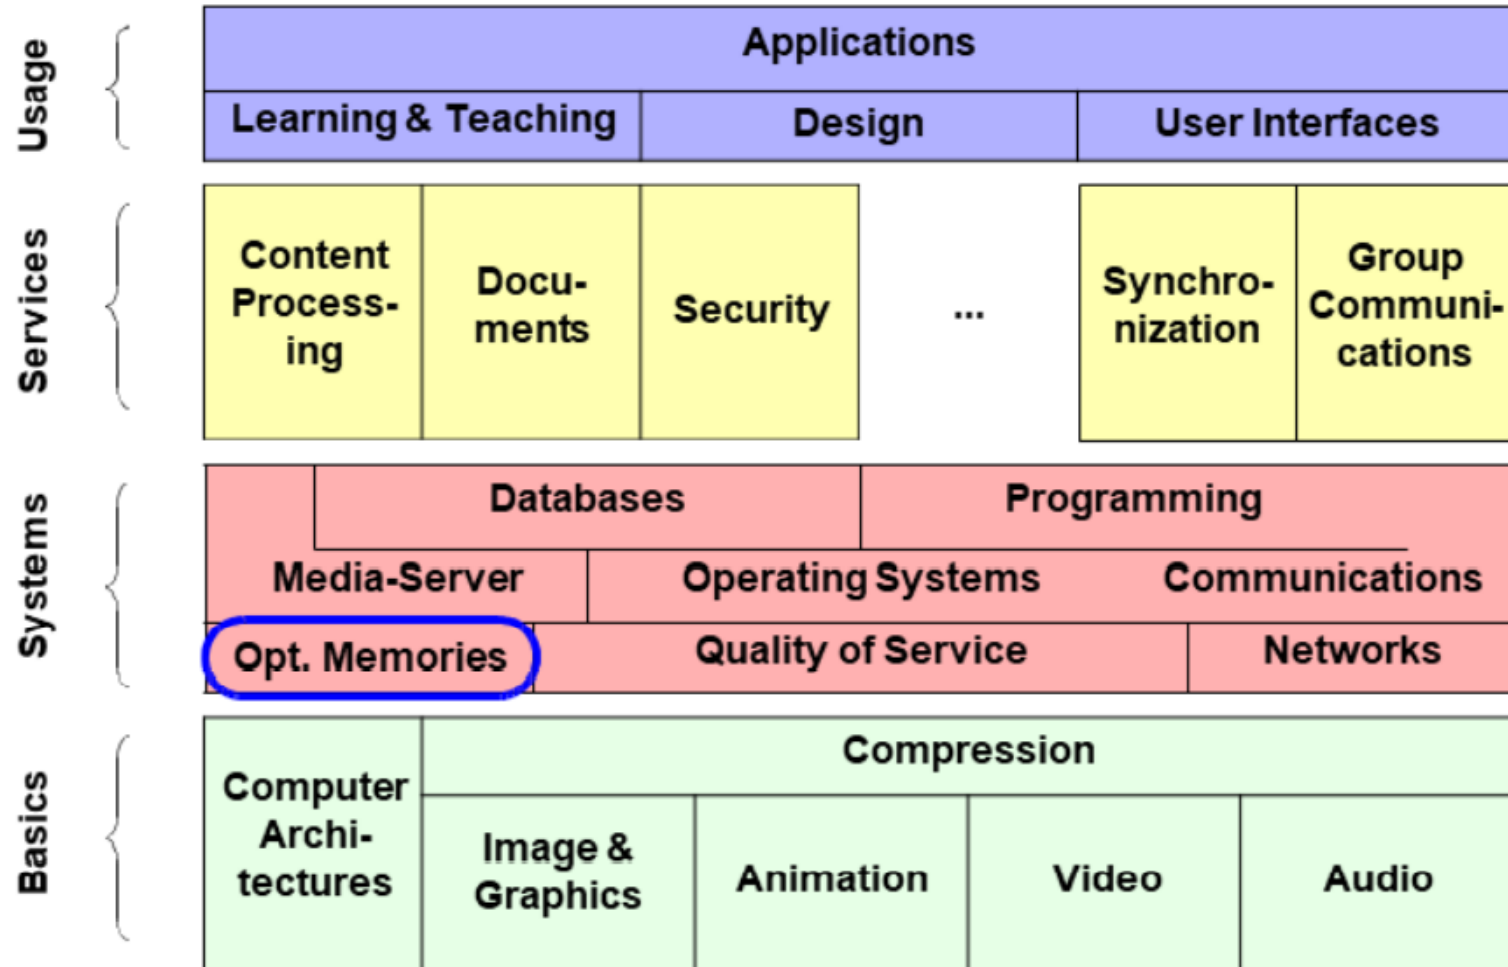 Usage
Applications
Learning & Teaching
Design
User Interfaces
Services
Content
Process-
ing
Docu-
ments
Security
...
Synchro-
nization
Group
Communi-
cations
Systems
Databases
Programming
Media-Server
Operating Systems
Communications
Opt. Memories
Quality of Service
Networks
Basics
Computer
Archi-
tectures
Compression
Image &
Graphics
Animation
Video
Audio